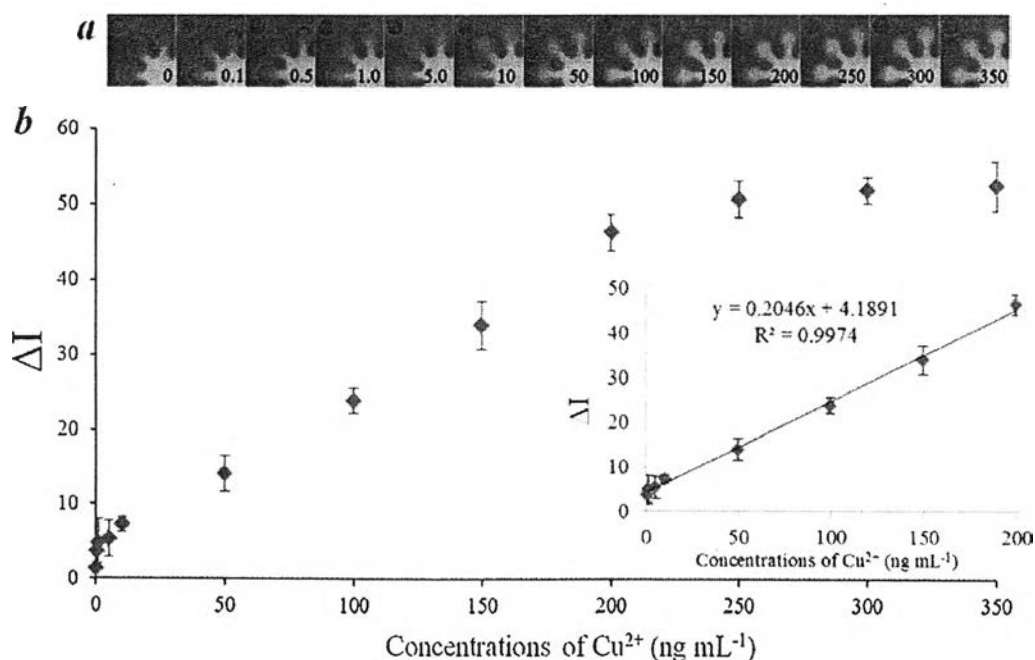 a
0 0.1 0.5 1.0 5.0 10 50 100 150 200 250 300 350
b
60
50
40
30
20
10
0
0 50 100 150 200 250 300 350
ΔI
Concentrations of Cu²⁺ (ng mL⁻¹)
50
40
30
20
10
0
0 50 100 150 200
ΔI
y = 0.2046x + 4.1891
R² = 0.9974
Concentrations of Cu²⁺ (ng mL⁻¹)